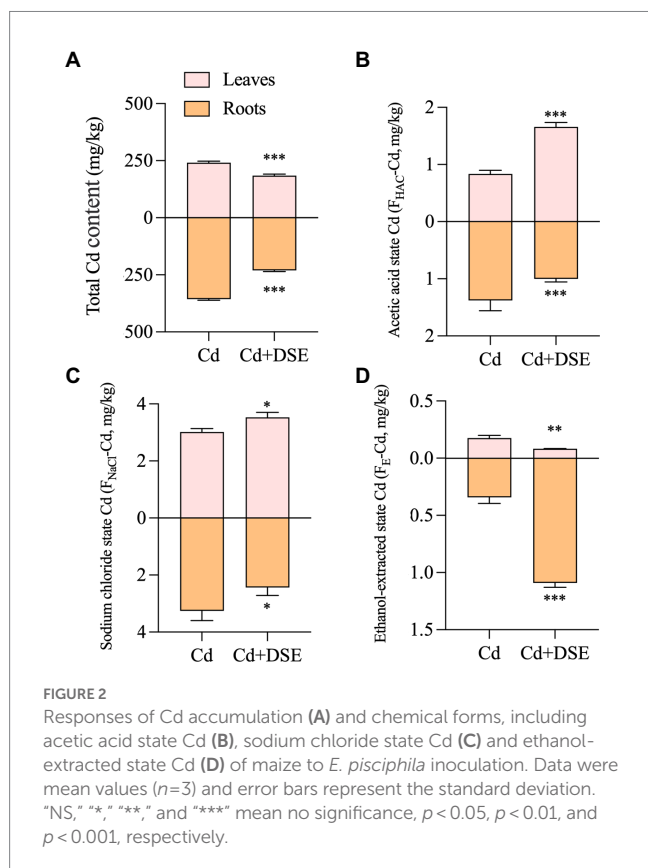 A
Leaves
Roots
Total Cd content (mg/kg)
500
250
0
250
500
***
***
Cd Cd+DSE
B
Acetic acid state Cd (FHAC-Cd, mg/kg)
2
1
0
1
2
***
***
Cd Cd+DSE
C
Sodium chloride state Cd (FNaCl-Cd, mg/kg)
4
2
0
2
4
*
*
Cd Cd+DSE
D
Ethanol-extracted state Cd (FE-Cd, mg/kg)
0.5
0.0
0.5
1.0
1.5
**
***
Cd Cd+DSE
FIGURE 2
Responses of Cd accumulation (A) and chemical forms, including
acetic acid state Cd (B), sodium chloride state Cd (C) and ethanol-
extracted state Cd (D) of maize to E. pisciphila inoculation. Data were
mean values (n=3) and error bars represent the standard deviation.
“NS,” “*,” “**,” and “***” mean no significance, p < 0.05, p < 0.01, and
p < 0.001, respectively.